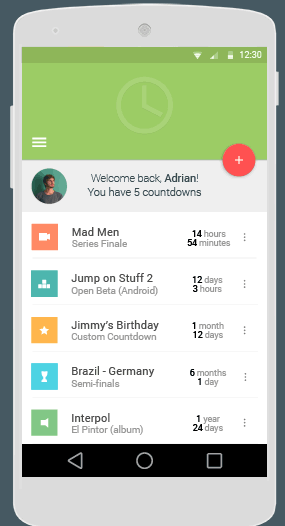 12:30
Welcome back, Adrian!
You have 5 countdowns
Mad Men
Series Finale
14 hours
54 minutes
Jump on Stuff 2
Open Beta (Android)
12 days
3 hours
Jimmy's Birthday
Custom Countdown
1 month
12 days
Brazil - Germany
Semi-finals
6 months
1 day
Interpol
El Pintor (album)
1 year
24 days